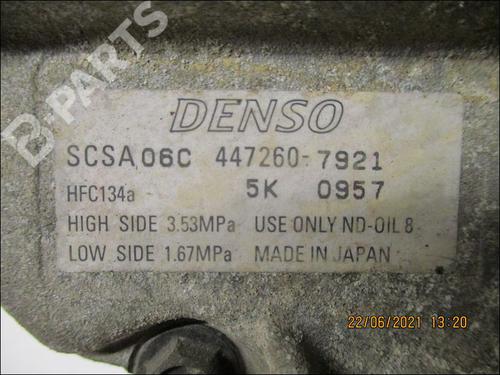 DENSO
SCSA06C 447260-7921
HFC134a 5K 0957
HIGH SIDE 3.53MPa USE ONLY ND-OIL 8
LOW SIDE 1.67MPa MADE IN JAPAN
22/06/2021 13:20